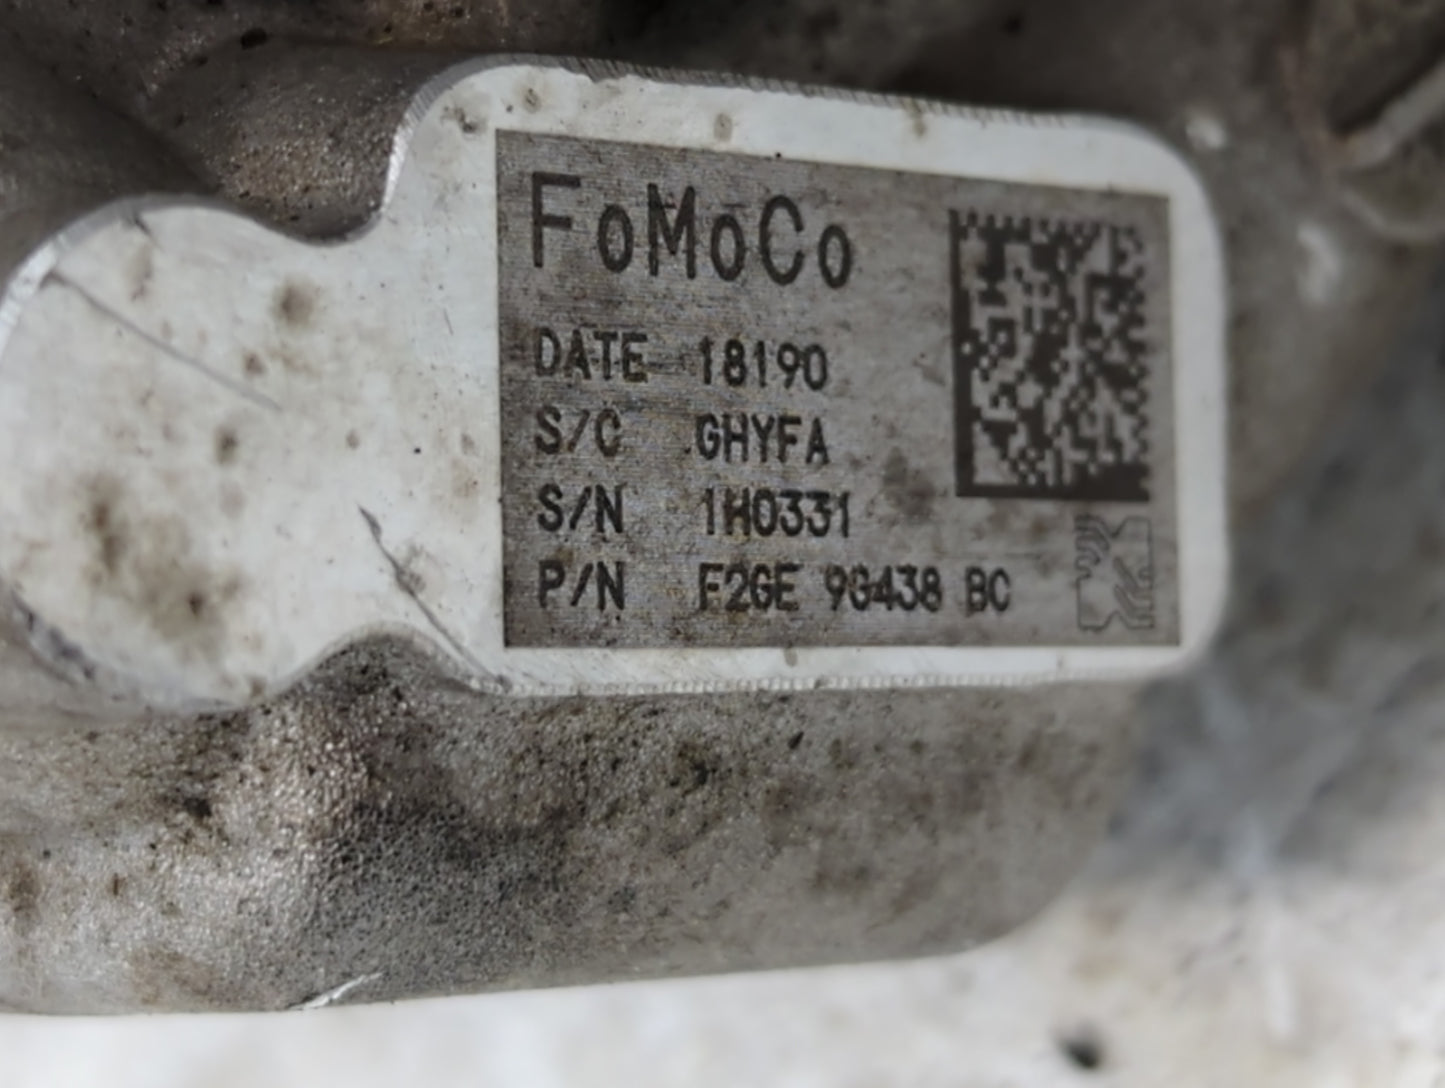 FoMoCo
DATE 18190
S/C GHYFA
S/N 1H0331
P/N F2GE 9G438 BC